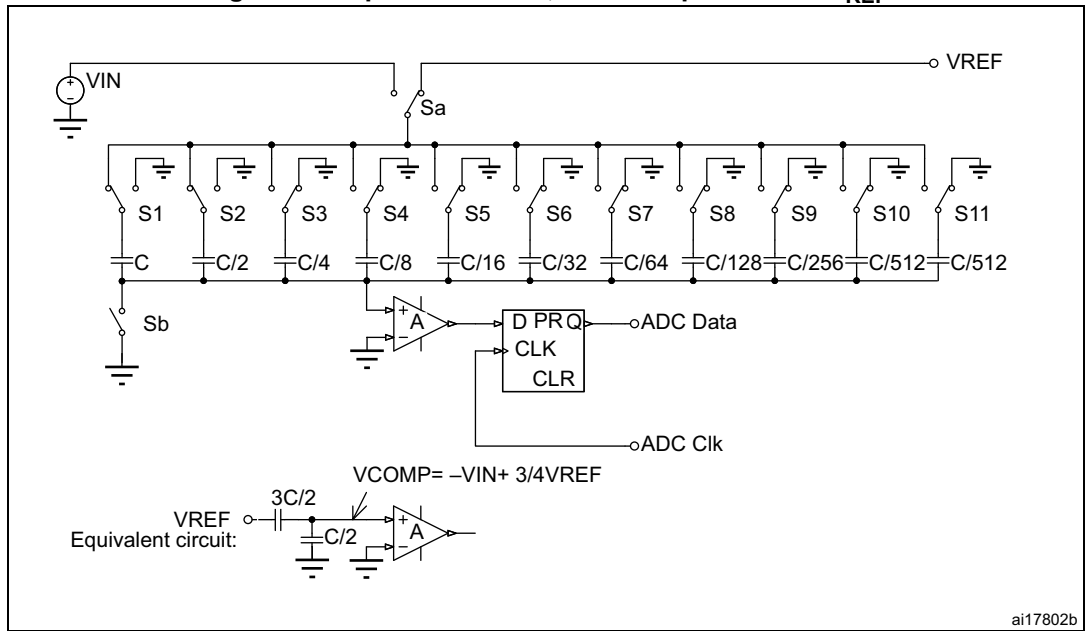 REF
VREF
VIN
Sa
S1 S2 S3 S4 S5 S6 S7 S8 S9 S10 S11
C C/2 C/4 C/8 C/16 C/32 C/64 C/128 C/256 C/512 C/512
Sb
+ A −
D PR Q
ADC Data
CLK
CLR
ADC Clk
VCOMP= –VIN+ 3/4VREF
3C/2
VREF
+ A −
Equivalent circuit:
C/2
ai17802b